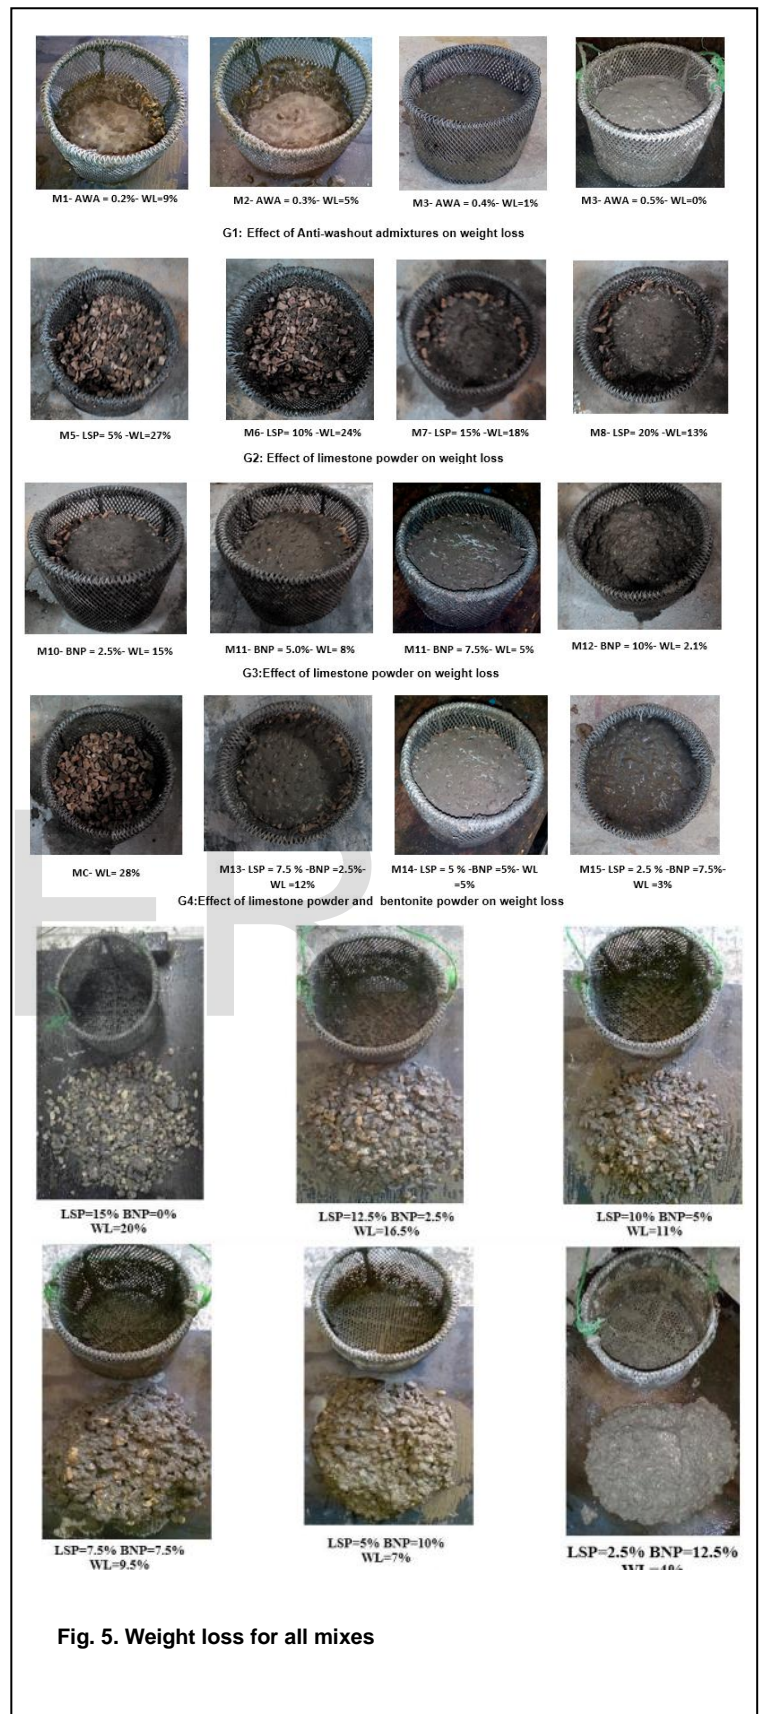 M1- AWA = 0.2%- WL=9%
M2- AWA = 0.3%- WL=5%
M3- AWA = 0.4%- WL=1%
M3- AWA = 0.5%- WL=0%
G1: Effect of Anti-washout admixtures on weight loss
M5- LSP= 5% -WL=27%
M6- LSP= 10% -WL=24%
M7- LSP= 15% -WL=18%
M8- LSP= 20% -WL=13%
G2: Effect of limestone powder on weight loss
M10- BNP = 2.5%- WL= 15%
M11- BNP = 5.0%- WL= 8%
M11- BNP = 7.5%- WL= 5%
M12- BNP = 10%- WL= 2.1%
G3:Effect of limestone powder on weight loss
MC- WL= 28%
M13- LSP = 7.5 % -BNP =2.5%-
WL =12%
M14- LSP = 5 % -BNP =5%- WL
=5%
M15- LSP = 2.5 % -BNP =7.5%-
WL =3%
G4:Effect of limestone powder and bentonite powder on weight loss
ER
LSP=15% BNP=0%
WL=20%
LSP=12.5% BNP=2.5%
WL=16.5%
LSP=10% BNP=5%
WL=11%
LSP=7.5% BNP=7.5%
WL=9.5%
LSP=5% BNP=10%
WL=7%
LSP=2.5% BNP=12.5%
WL=4%
Fig. 5. Weight loss for all mixes